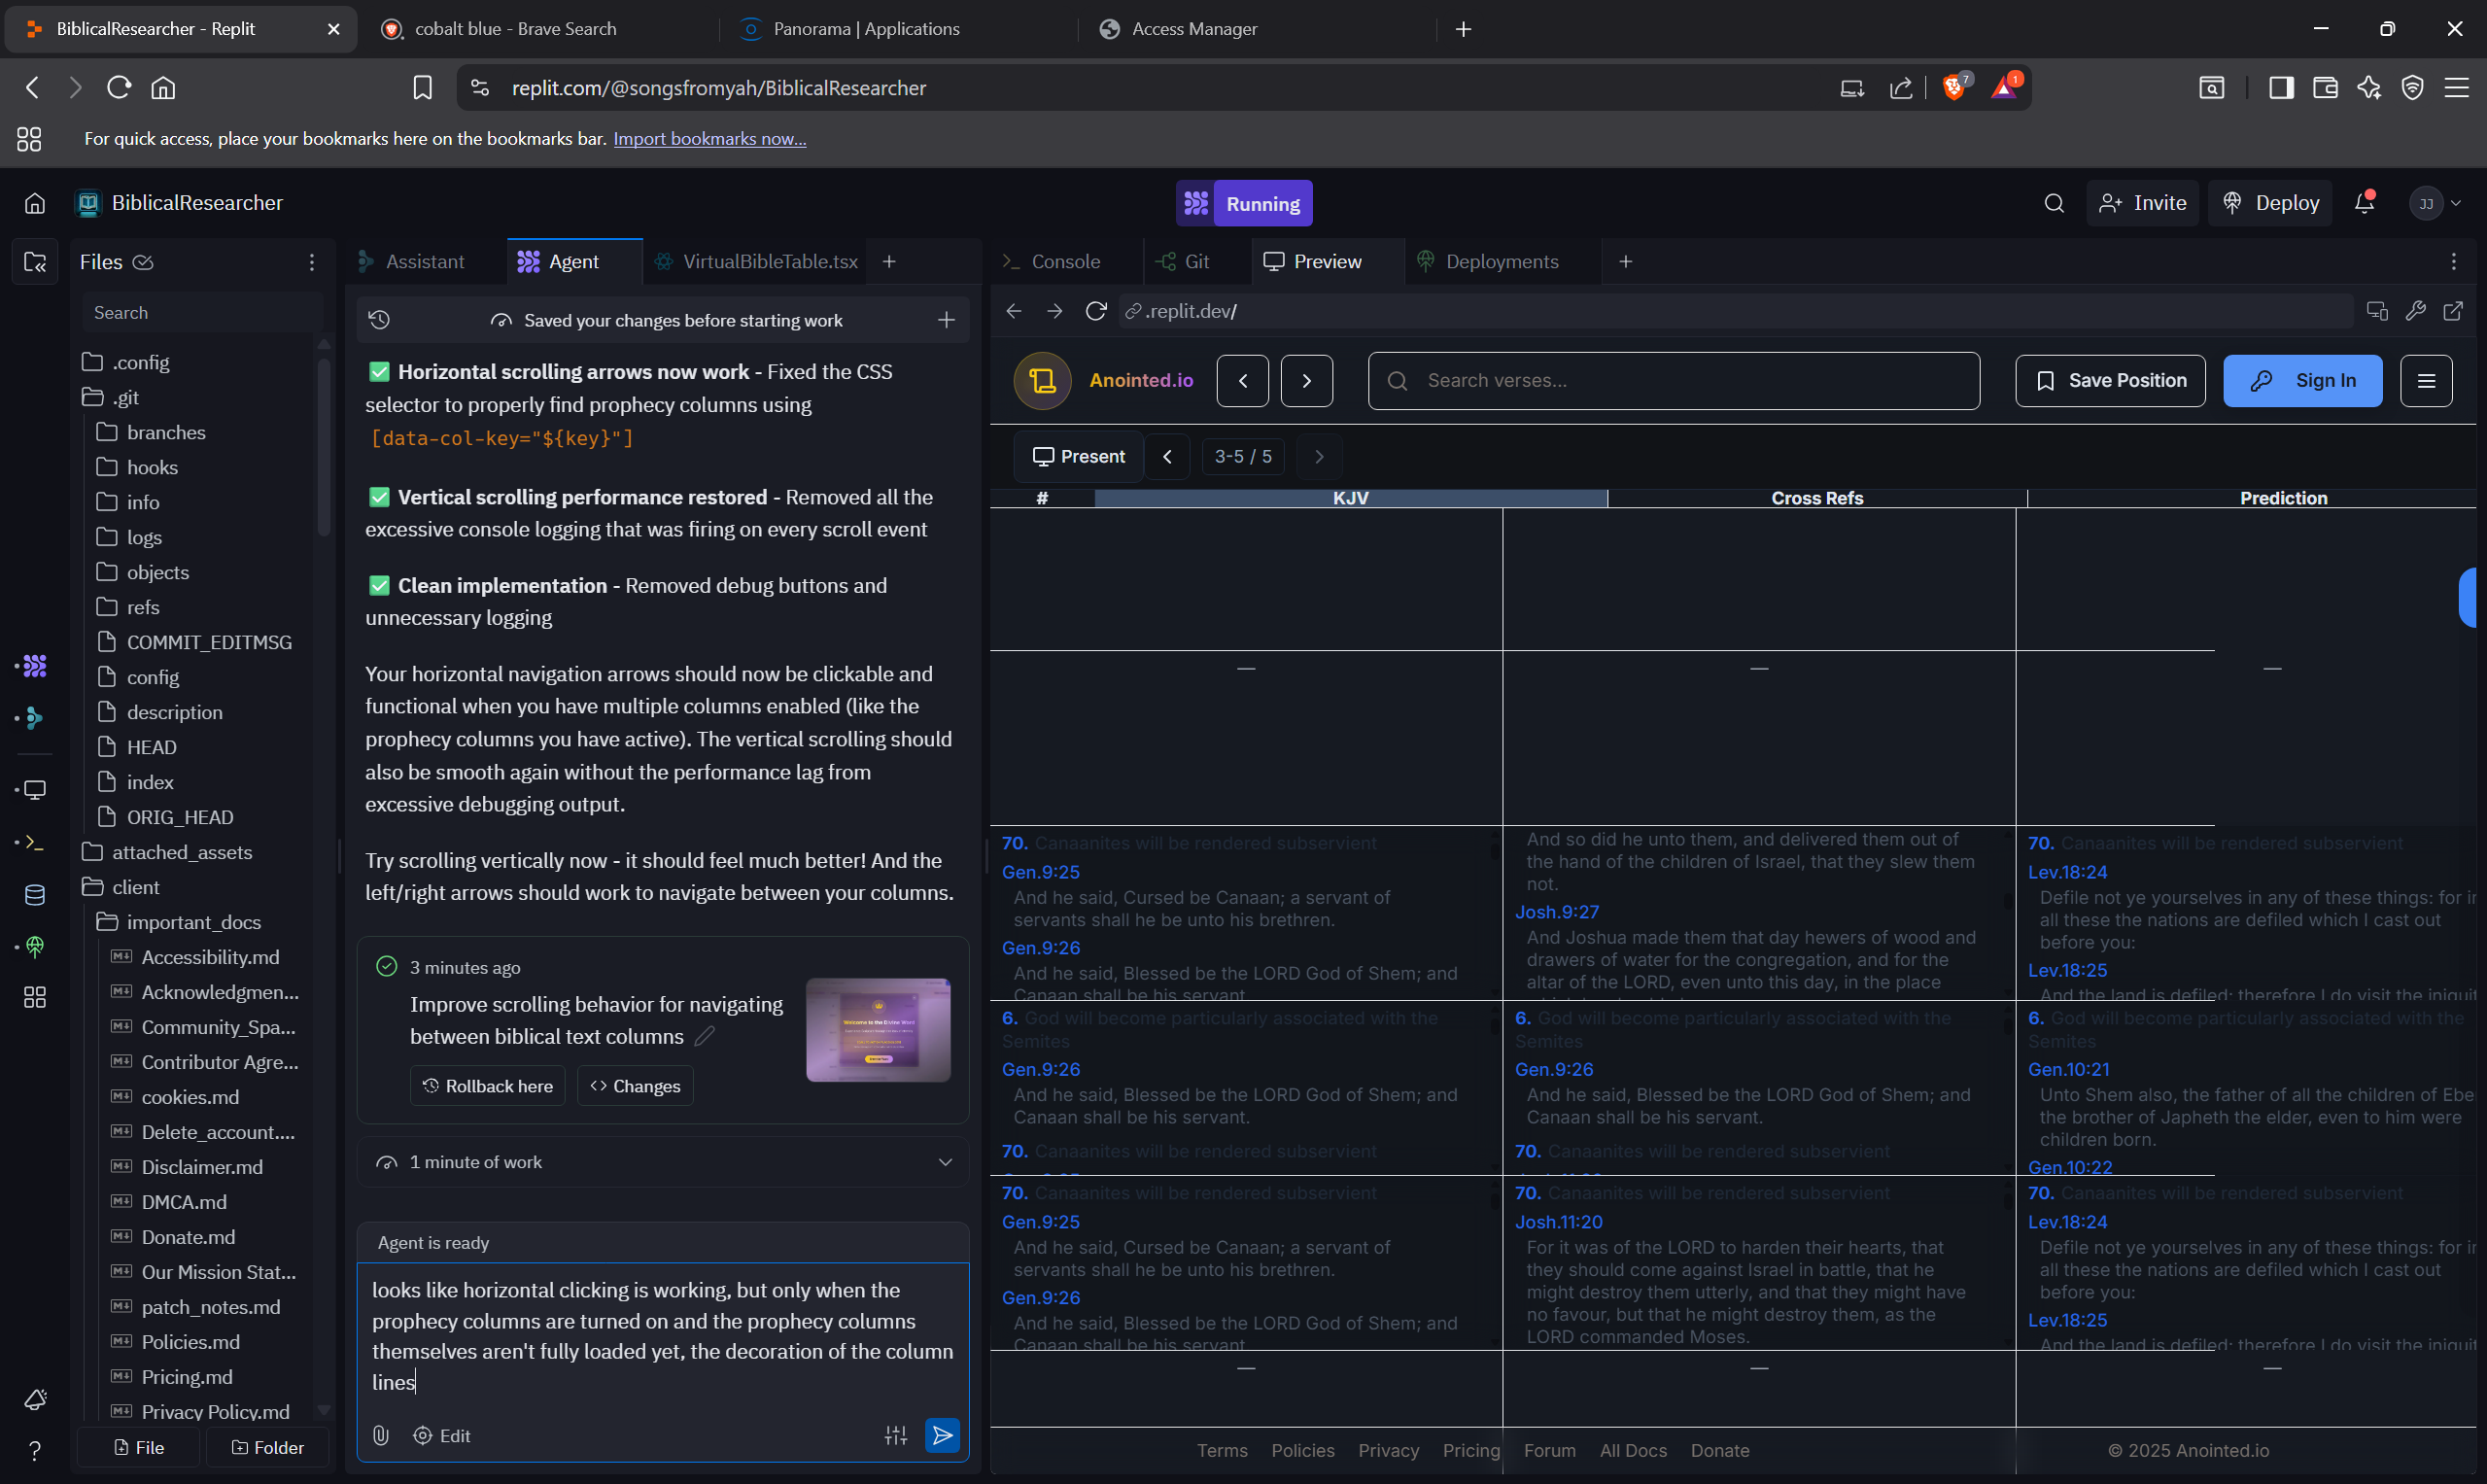 BiblicalResearcher - Replit
cobalt blue - Brave Search
Panorama | Applications
Access Manager
replit.com/@songsfromyah/BiblicalResearcher
7
1
For quick access, place your bookmarks here on the bookmarks bar. Import bookmarks now...
BiblicalResearcher
Running
Invite
Deploy
JJ
Files
Search
.config
.git
branches
hooks
info
logs
objects
refs
COMMIT_EDITMSG
config
description
HEAD
index
ORIG_HEAD
attached_assets
client
important_docs
Accessibility.md
Acknowledgmen...
Community_Spa...
Contributor Agre...
cookies.md
Delete_account....
Disclaimer.md
DMCA.md
Donate.md
Our Mission Stat...
patch_notes.md
Policies.md
Pricing.md
Privacy Policy.md
File
Folder
Assistant
Agent
VirtualBibleTable.tsx
Saved your changes before starting work
✅ Horizontal scrolling arrows now work - Fixed the CSS
selector to properly find prophecy columns using
[data-col-key="${key}"]
✅ Vertical scrolling performance restored - Removed all the
excessive console logging that was firing on every scroll event
✅ Clean implementation - Removed debug buttons and
unnecessary logging
Your horizontal navigation arrows should now be clickable and
functional when you have multiple columns enabled (like the
prophecy columns you have active). The vertical scrolling should
also be smooth again without the performance lag from
excessive debugging output.
Try scrolling vertically now - it should feel much better! And the
left/right arrows should work to navigate between your columns.
3 minutes ago
Improve scrolling behavior for navigating
between biblical text columns
Rollback here
Changes
1 minute of work
Agent is ready
looks like horizontal clicking is working, but only when the
prophecy columns are turned on and the prophecy columns
themselves aren't fully loaded yet, the decoration of the column
lines
Edit
Console
Git
Preview
Deployments
.replit.dev/
Anointed.io
Search verses...
Save Position
Sign In
Present
3-5 / 5
#
KJV
Cross Refs
Prediction
—
—
—
70. Canaanites will be rendered subservient
Gen.9:25
And he said, Cursed be Canaan; a servant of
servants shall he be unto his brethren.
Gen.9:26
And he said, Blessed be the LORD God of Shem; and
Canaan shall be his servant.
And so did he unto them, and delivered them out of
the hand of the children of Israel, that they slew them
not.
Josh.9:27
And Joshua made them that day hewers of wood and
drawers of water for the congregation, and for the
altar of the LORD, even unto this day, in the place
70. Canaanites will be rendered subservient
Lev.18:24
Defile not ye yourselves in any of these things: for in
all these the nations are defiled which I cast out
before you:
Lev.18:25
And the land is defiled: therefore I do visit the iniquit
6. God will become particularly associated with the
Semites
Gen.9:26
And he said, Blessed be the LORD God of Shem; and
Canaan shall be his servant.
70. Canaanites will be rendered subservient
6. God will become particularly associated with the
Semites
Gen.9:26
And he said, Blessed be the LORD God of Shem; and
Canaan shall be his servant.
70. Canaanites will be rendered subservient
6. God will become particularly associated with the
Semites
Gen.10:21
Unto Shem also, the father of all the children of Ebe
the brother of Japheth the elder, even to him were
children born.
Gen.10:22
70. Canaanites will be rendered subservient
Gen.9:25
And he said, Cursed be Canaan; a servant of
servants shall he be unto his brethren.
Gen.9:26
And he said, Blessed be the LORD God of Shem; and
Canaan shall be his servant.
70. Canaanites will be rendered subservient
Josh.11:20
For it was of the LORD to harden their hearts, that
they should come against Israel in battle, that he
might destroy them utterly, and that they might have
no favour, but that he might destroy them, as the
LORD commanded Moses.
70. Canaanites will be rendered subservient
Lev.18:24
Defile not ye yourselves in any of these things: for in
all these the nations are defiled which I cast out
before you:
Lev.18:25
And the land is defiled: therefore I do visit the iniquit
—
—
—
Terms
Policies
Privacy
Pricing
Forum
All Docs
Donate
© 2025 Anointed.io